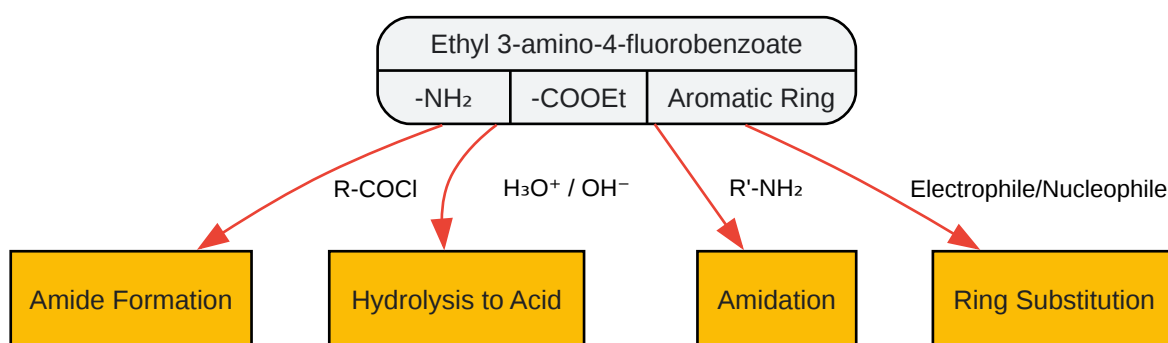 Ethyl 3-amino-4-fluorobenzoate
-NH₂ -COOEt Aromatic Ring
R-COCl H₃O⁺ / OH⁻ R'-NH₂ Electrophile/Nucleophile
Amide Formation Hydrolysis to Acid Amidation Ring Substitution